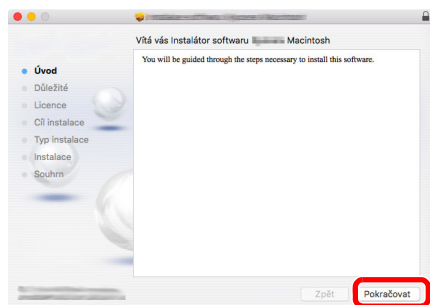 Vítá vás Instalátor softwaru Macintosh
You will be guided through the steps necessary to install this software.
Úvod
Důležité
Licence
Cíl instalace
Typ instalace
Instalace
Souhrn
Zpět
Pokračovat